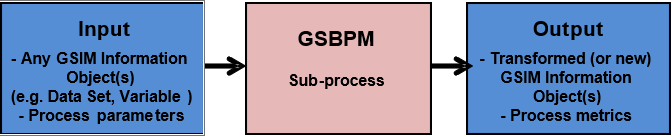 Input
- Any GSIM Information
Object(s)
(e.g. Data Set, Variable )
- Process parameters
GSBPM
Sub-process
Output
- Transformed (or new)
GSIM Information
Object(s)
- Process metrics